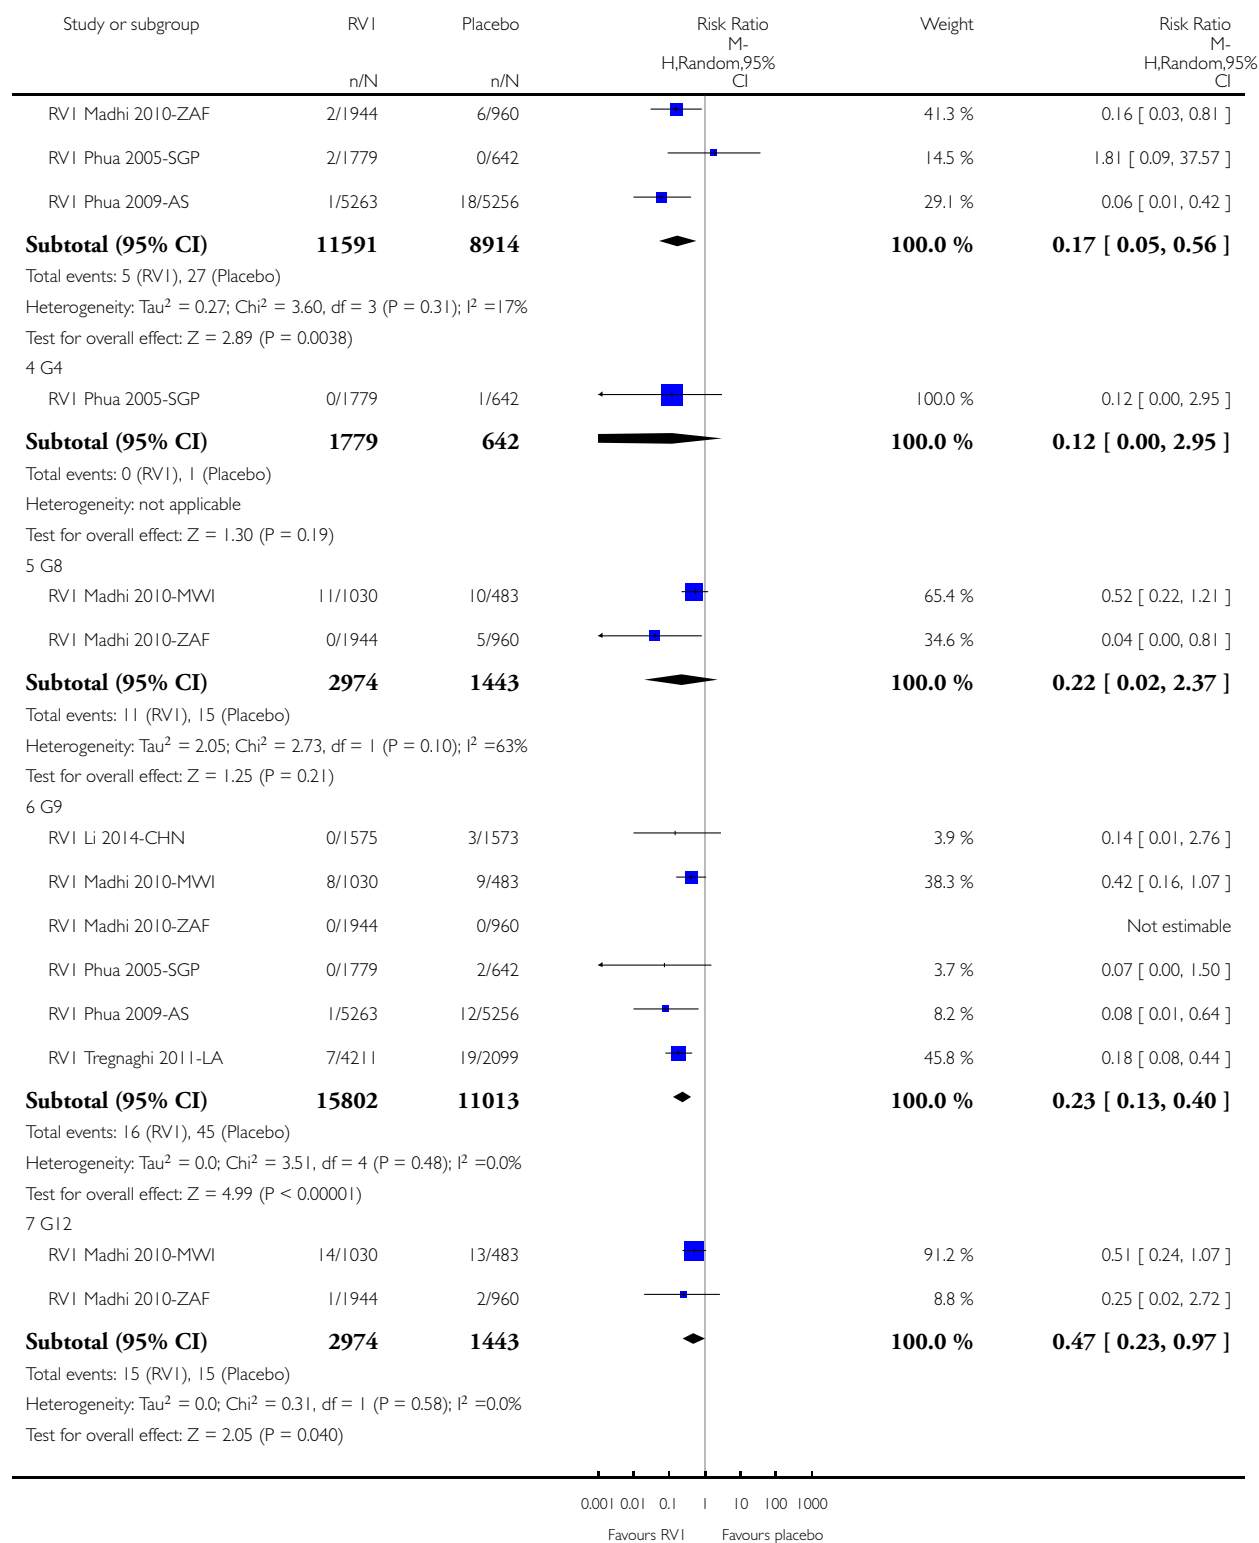 Study or subgroup RV1 Placebo Risk Ratio Weight Risk Ratio
M- M-
H,Random,95% H,Random,95%
n/N n/N CI CI
RV1 Madhi 2010-ZAF 2/1944 6/960 41.3 % 0.16 [ 0.03, 0.81 ]
RV1 Phua 2005-SGP 2/1779 0/642 14.5 % 1.81 [ 0.09, 37.57 ]
RV1 Phua 2009-AS 1/5263 18/5256 29.1 % 0.06 [ 0.01, 0.42 ]
Subtotal (95% CI) 11591 8914 100.0 % 0.17 [ 0.05, 0.56 ]
Total events: 5 (RV1), 27 (Placebo)
Heterogeneity: Tau² = 0.27; Chi² = 3.60, df = 3 (P = 0.31); I² =17%
Test for overall effect: Z = 2.89 (P = 0.0038)
4 G4
RV1 Phua 2005-SGP 0/1779 1/642 100.0 % 0.12 [ 0.00, 2.95 ]
Subtotal (95% CI) 1779 642 100.0 % 0.12 [ 0.00, 2.95 ]
Total events: 0 (RV1), 1 (Placebo)
Heterogeneity: not applicable
Test for overall effect: Z = 1.30 (P = 0.19)
5 G8
RV1 Madhi 2010-MWI 11/1030 10/483 65.4 % 0.52 [ 0.22, 1.21 ]
RV1 Madhi 2010-ZAF 0/1944 5/960 34.6 % 0.04 [ 0.00, 0.81 ]
Subtotal (95% CI) 2974 1443 100.0 % 0.22 [ 0.02, 2.37 ]
Total events: 11 (RV1), 15 (Placebo)
Heterogeneity: Tau² = 2.05; Chi² = 2.73, df = 1 (P = 0.10); I² =63%
Test for overall effect: Z = 1.25 (P = 0.21)
6 G9
RV1 Li 2014-CHN 0/1575 3/1573 3.9 % 0.14 [ 0.01, 2.76 ]
RV1 Madhi 2010-MWI 8/1030 9/483 38.3 % 0.42 [ 0.16, 1.07 ]
RV1 Madhi 2010-ZAF 0/1944 0/960 Not estimable
RV1 Phua 2005-SGP 0/1779 2/642 3.7 % 0.07 [ 0.00, 1.50 ]
RV1 Phua 2009-AS 1/5263 12/5256 8.2 % 0.08 [ 0.01, 0.64 ]
RV1 Tregnaghi 2011-LA 7/4211 19/2099 45.8 % 0.18 [ 0.08, 0.44 ]
Subtotal (95% CI) 15802 11013 100.0 % 0.23 [ 0.13, 0.40 ]
Total events: 16 (RV1), 45 (Placebo)
Heterogeneity: Tau² = 0.0; Chi² = 3.51, df = 4 (P = 0.48); I² =0.0%
Test for overall effect: Z = 4.99 (P < 0.00001)
7 G12
RV1 Madhi 2010-MWI 14/1030 13/483 91.2 % 0.51 [ 0.24, 1.07 ]
RV1 Madhi 2010-ZAF 1/1944 2/960 8.8 % 0.25 [ 0.02, 2.72 ]
Subtotal (95% CI) 2974 1443 100.0 % 0.47 [ 0.23, 0.97 ]
Total events: 15 (RV1), 15 (Placebo)
Heterogeneity: Tau² = 0.0; Chi² = 0.31, df = 1 (P = 0.58); I² =0.0%
Test for overall effect: Z = 2.05 (P = 0.040)
0.001 0.01 0.1 1 10 100 1000
Favours RV1 Favours placebo